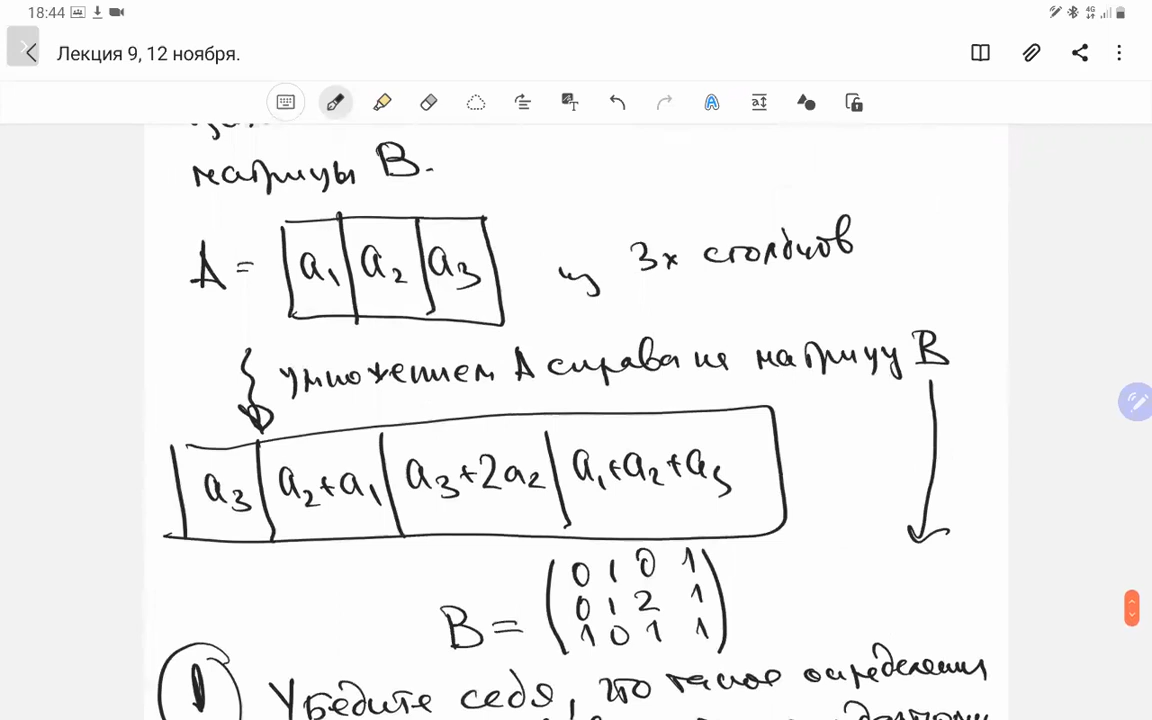 18:44
4G
Лекция 9, 12 ноября.
матрицы B.
A = a₁ a₂ a₃ из 3х столбцов
умножением A справа на матрицу B
a₃ a₂+a₁ a₃+2a₂ a₁+a₂+a₃
0 1 0 1
B = 0 1 2 1
1 0 1 1
1 Убедите себя, что такое определения